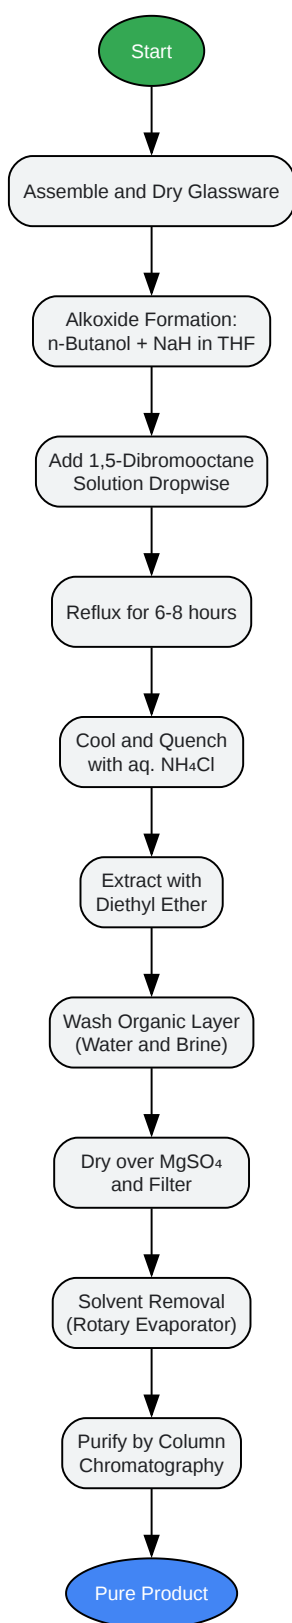 Start
Assemble and Dry Glassware
Alkoxide Formation:
n-Butanol + NaH in THF
Add 1,5-Dibromooctane
Solution Dropwise
Reflux for 6-8 hours
Cool and Quench
with aq. NH₄Cl
Extract with
Diethyl Ether
Wash Organic Layer
(Water and Brine)
Dry over MgSO₄
and Filter
Solvent Removal
(Rotary Evaporator)
Purify by Column
Chromatography
Pure Product